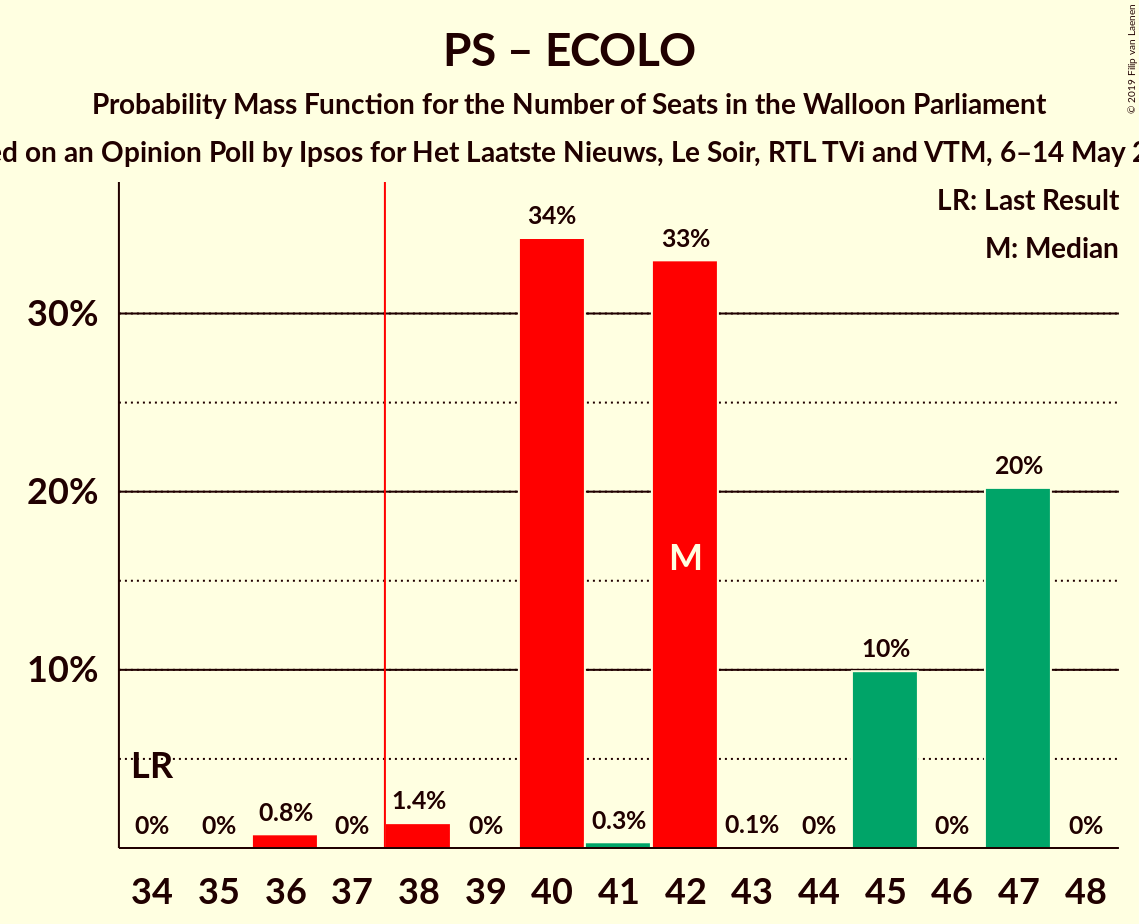 PS – ECOLO
Probability Mass Function for the Number of Seats in the Walloon Parliament
on an Opinion Poll by Ipsos for Het Laatste Nieuws, Le Soir, RTL TVi and VTM, 6–14 May
© 2019 Filip van Laenen
LR: Last Result
M: Median
34%
33%
30%
20%
20%
M
10%
10%
LR
0% 0% 0.8% 0% 1.4% 0% 0.3% 0.1% 0% 0% 0%
34 35 36 37 38 39 40 41 42 43 44 45 46 47 48